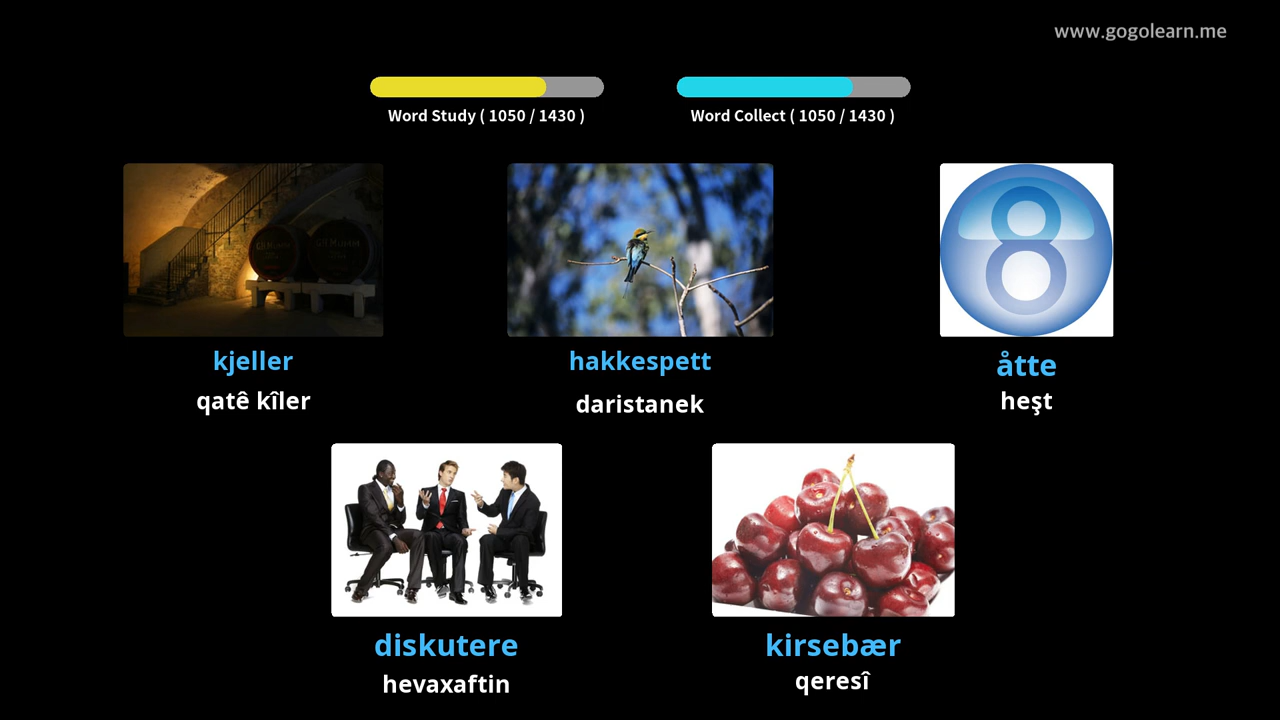 www.gogolearn.me
Word Study ( 1050 / 1430 )
Word Collect ( 1050 / 1430 )
8
kjeller
hakkespett
åtte
qatê kîler
daristanek
heşt
diskutere
kirsebær
hevaxaftin
qeresî